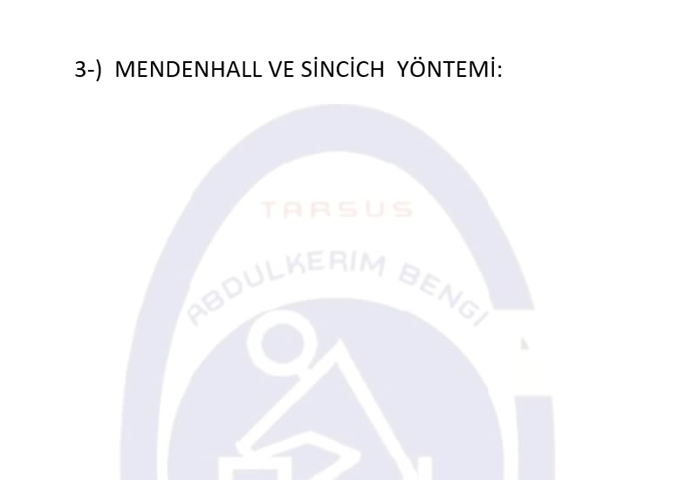 3-) MENDENHALL VE SİNCİCH YÖNTEMİ:
TARSUS
ABDULKERIM BENGI